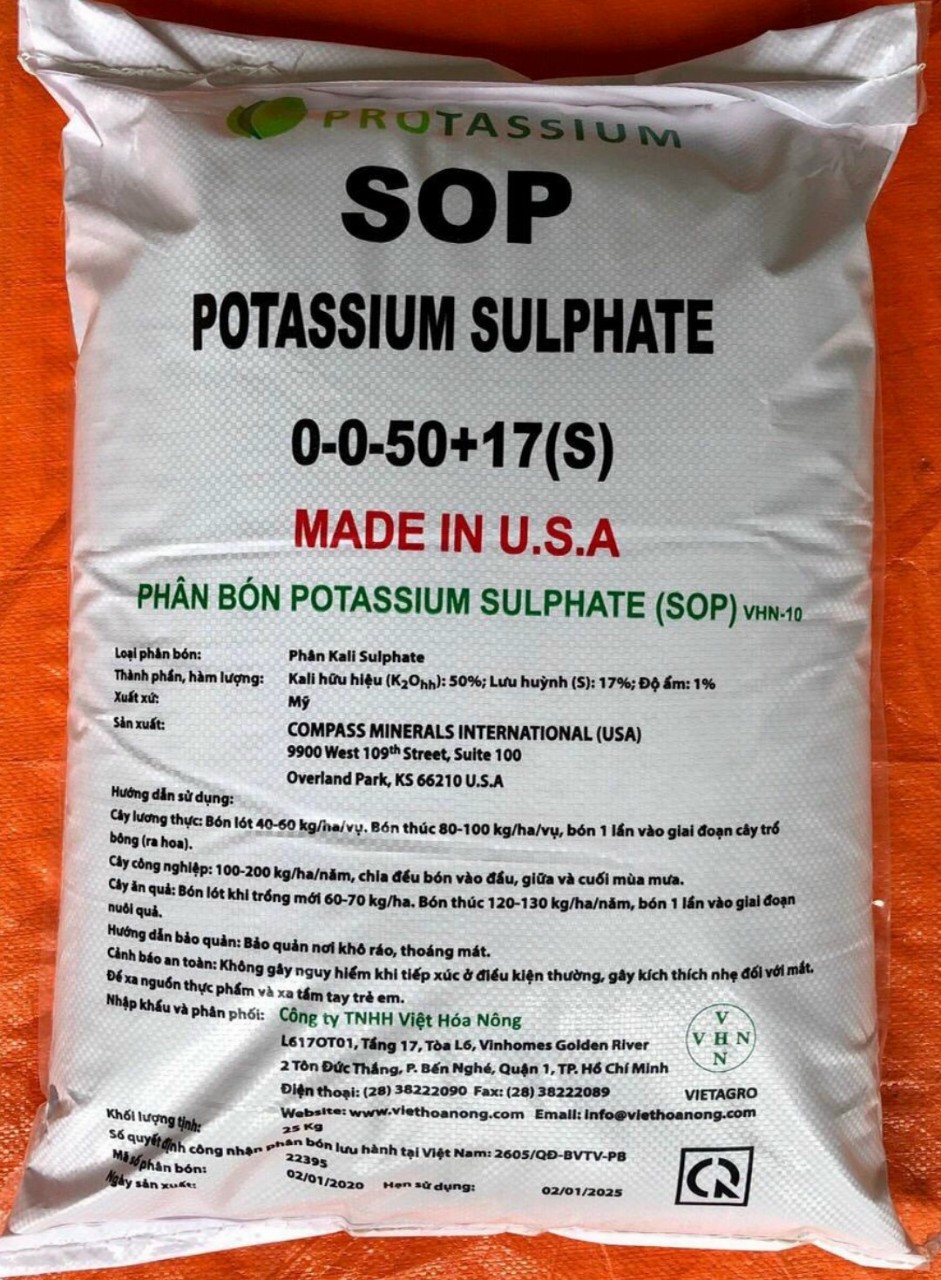 PROTASSIUM
SOP
POTASSIUM SULPHATE
0-0-50+17(S)
MADE IN U.S.A
PHÂN BÓN POTASSIUM SULPHATE (SOP) VHN-10
Loại phân bón: Phân Kali Sulphate
Thành phần, hàm lượng: Kali hữu hiệu (K₂Ohh): 50%; Lưu huỳnh (S): 17%; Độ ẩm: 1%
Xuất xứ: Mỹ
Sản xuất: COMPASS MINERALS INTERNATIONAL (USA)
9900 West 109th Street, Suite 100
Overland Park, KS 66210 U.S.A
Hướng dẫn sử dụng:
Cây lương thực: Bón lót 40-60 kg/ha/vụ. Bón thúc 80-100 kg/ha/vụ, bón 1 lần vào giai đoạn cây trổ
bông (ra hoa).
Cây công nghiệp: 100-200 kg/ha/năm, chia đều bón vào đầu, giữa và cuối mùa mưa.
Cây ăn quả: Bón lót khi trồng mới 60-70 kg/ha. Bón thúc 120-130 kg/ha/năm, bón 1 lần vào giai đoạn
nuôi quả.
Hướng dẫn bảo quản: Bảo quản nơi khô ráo, thoáng mát.
Cảnh báo an toàn: Không gây nguy hiểm khi tiếp xúc ở điều kiện thường, gây kích thích nhẹ đối với mắt.
Để xa nguồn thực phẩm và xa tầm tay trẻ em.
Nhập khẩu và phân phối: Công ty TNHH Việt Hóa Nông
L617OT01, Tầng 17, Tòa L6, Vinhomes Golden River
2 Tôn Đức Thắng, P. Bến Nghé, Quận 1, TP. Hồ Chí Minh
Điện thoại: (28) 38222090 Fax: (28) 38222089
Website: www.viethoanong.com Email: info@viethoanong.com
V
V H N
N
VIETAGRO
Khối lượng tịnh: 25 Kg
Số quyết định công nhận phân bón lưu hành tại Việt Nam: 2605/QĐ-BVTV-PB
Mã số phân bón: 22395
Ngày sản xuất: 02/01/2020 Hạn sử dụng: 02/01/2025
CR